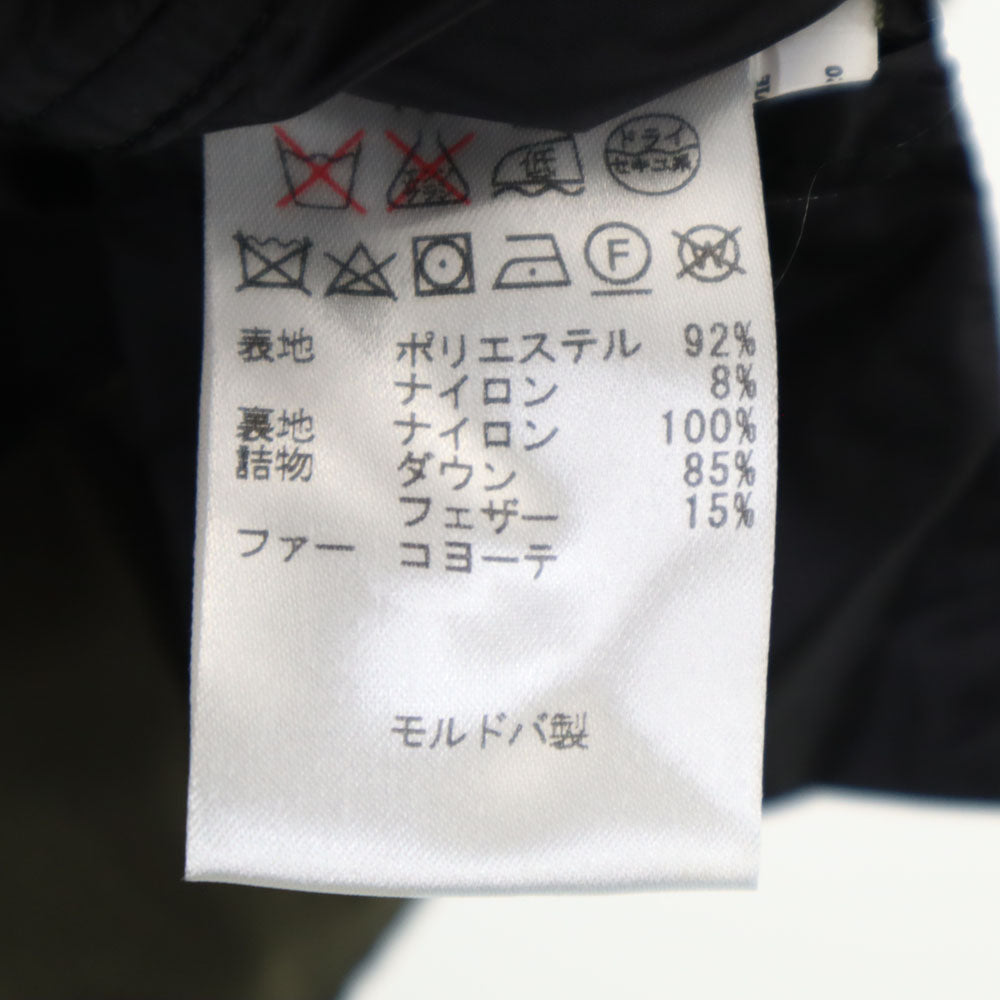 低 ドライ
セキユ系
F W
表地 ポリエステル 92%
ナイロン 8%
裏地 ナイロン 100%
詰物 ダウン 85%
フェザー 15%
ファー コヨーテ
モルドバ製